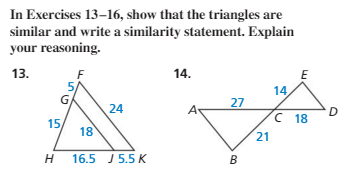 In Exercises 13–16, show that the triangles are
similar and write a similarity statement. Explain
your reasoning.
13.
F
5
G
24
15
18
H
16.5
J
5.5
K
14.
E
14
27
A
D
C
18
21
B